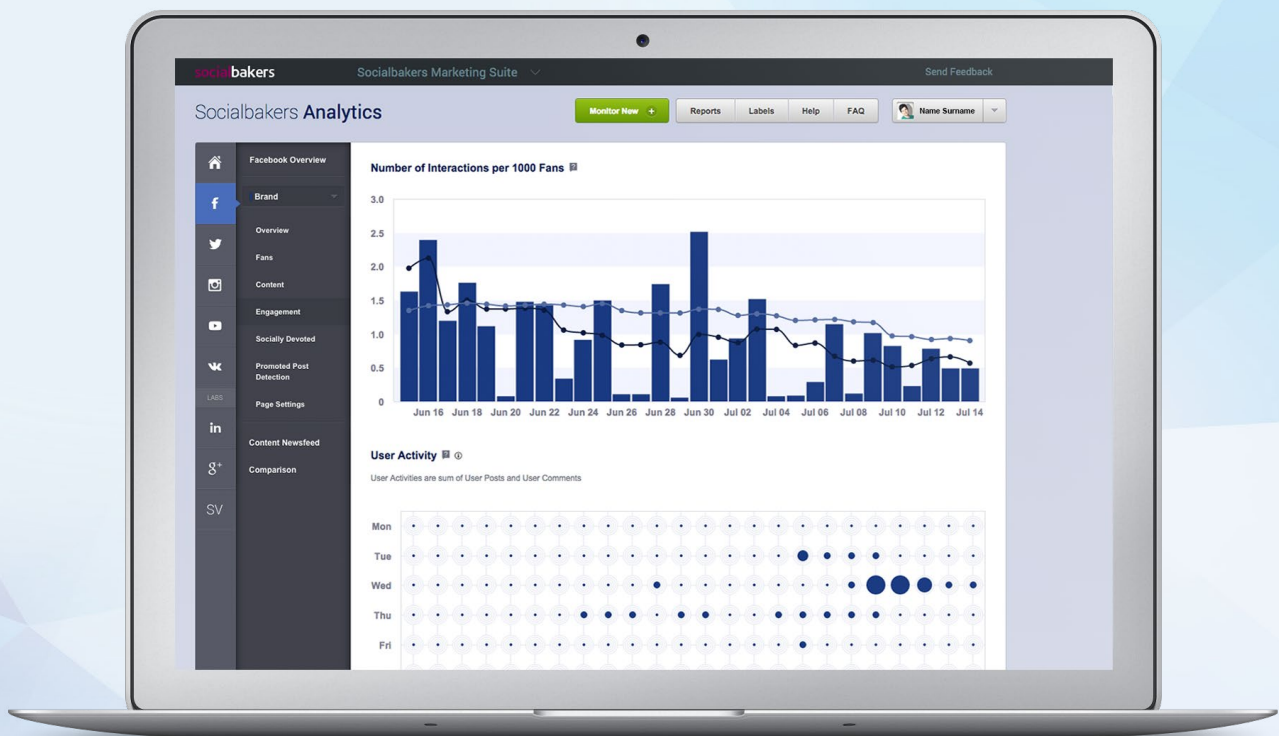 socialbakers
Socialbakers Marketing Suite
Send Feedback
Socialbakers Analytics
Monitor New +
Reports
Labels
Help
FAQ
Name Surname
Facebook Overview
Brand
Overview
Fans
Content
Engagement
Socially Devoted
Promoted Post
Detection
Page Settings
Content Newsfeed
Comparison
LABS
in
g+
SV
Number of Interactions per 1000 Fans ?
3.0
2.5
2.0
1.5
1.0
0.5
0
Jun 16 Jun 18 Jun 20 Jun 22 Jun 24 Jun 26 Jun 28 Jun 30 Jul 02 Jul 04 Jul 06 Jul 08 Jul 10 Jul 12 Jul 14
User Activity ?
User Activities are sum of User Posts and User Comments
Mon
Tue
Wed
Thu
Fri